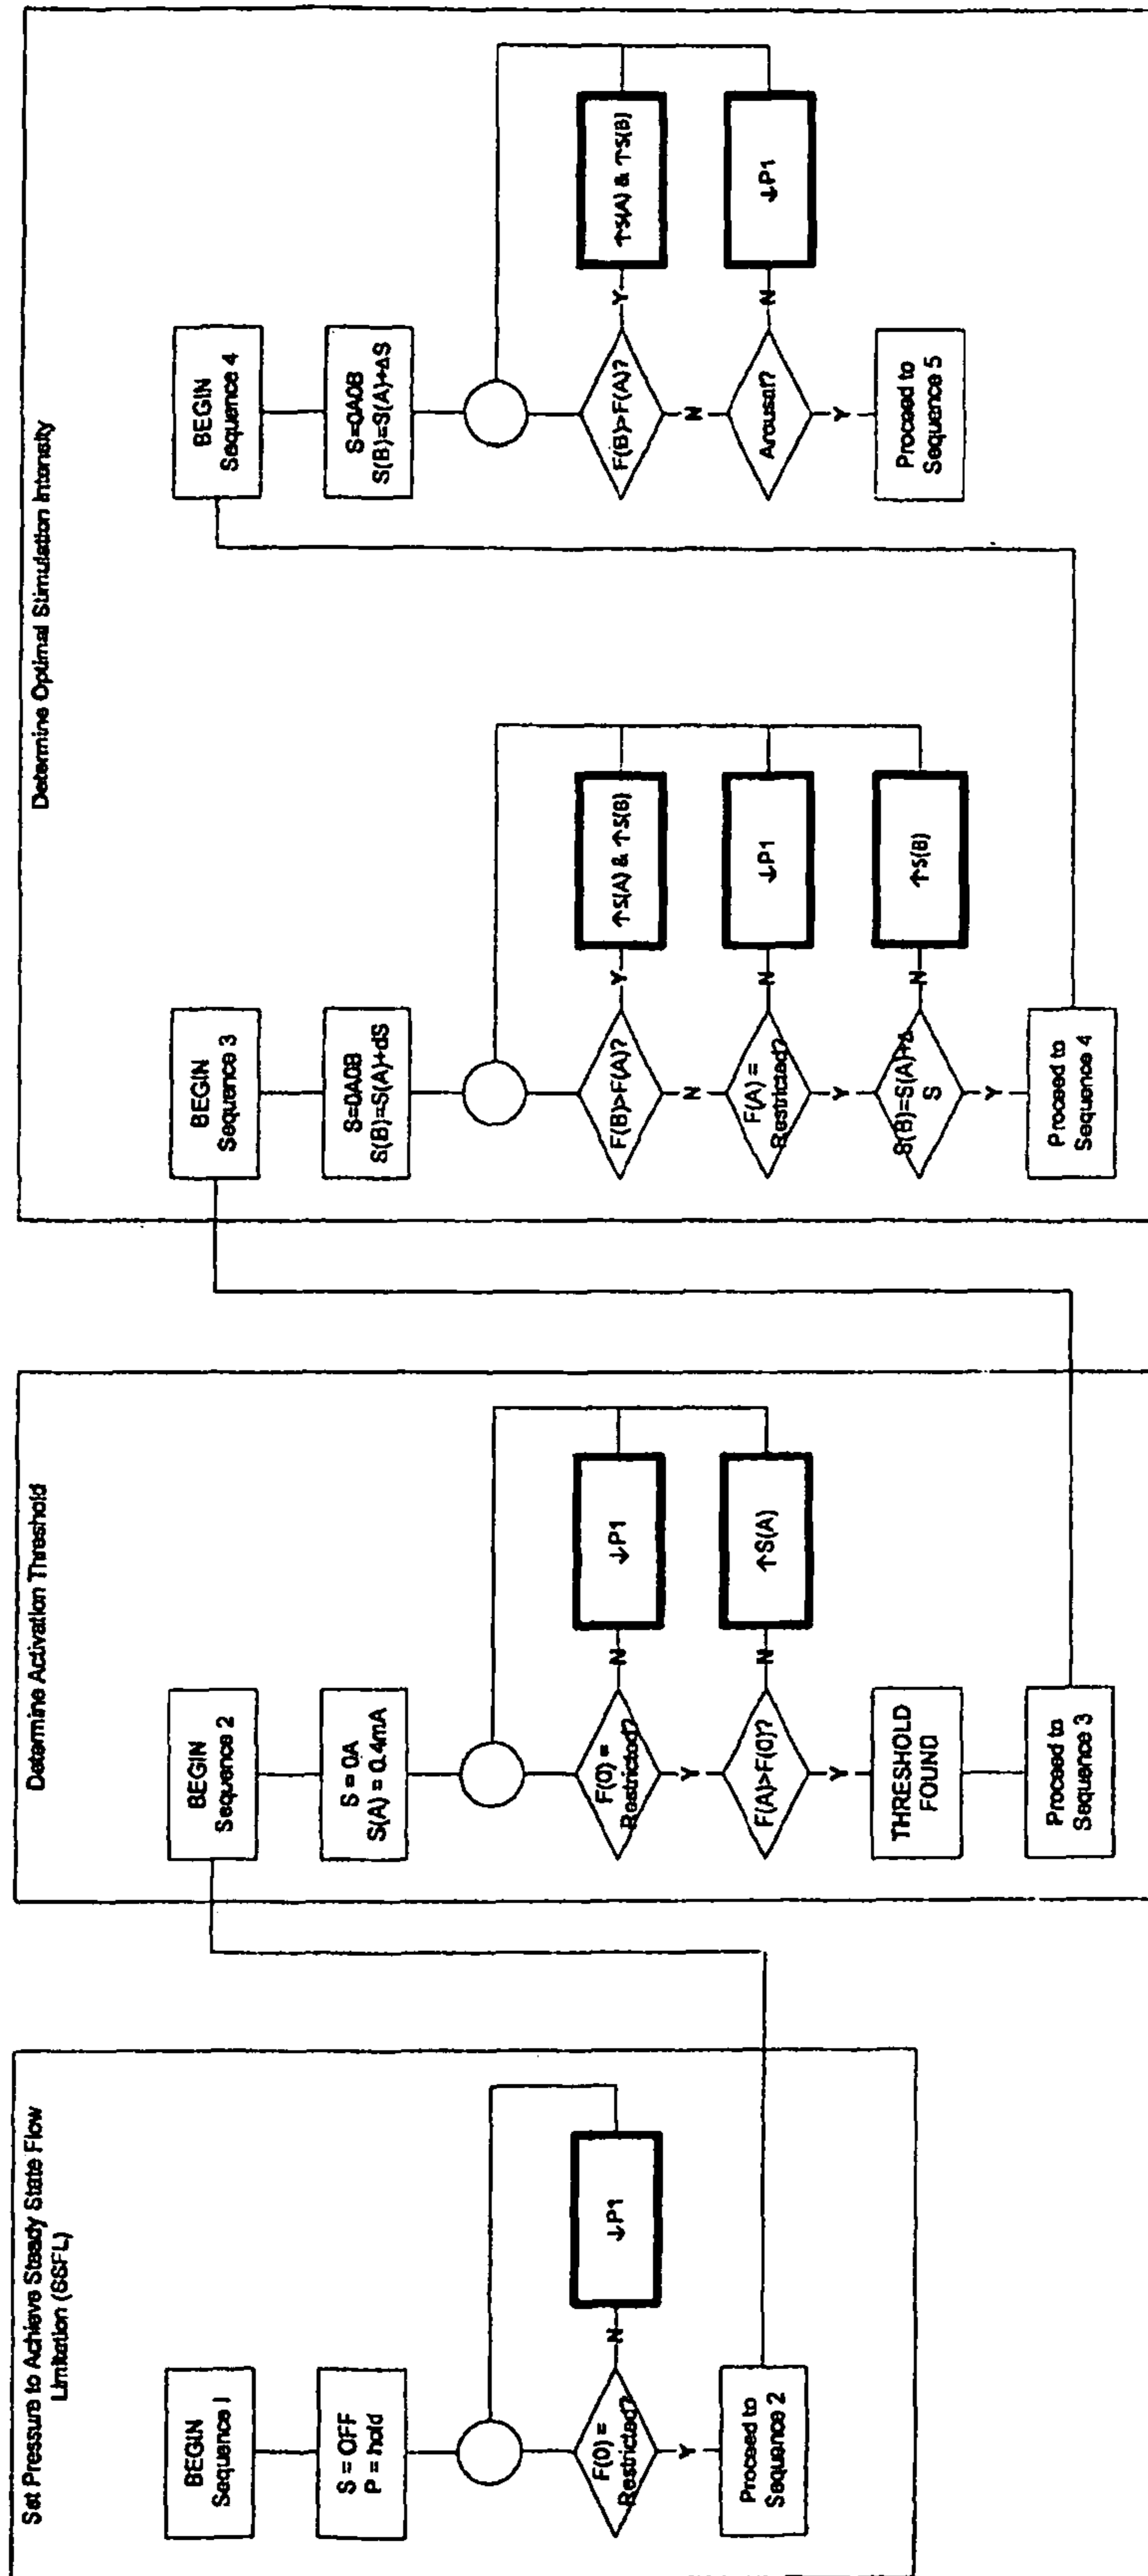 Set Pressure to Achieve Steady State Flow
Limitation (SSFL)
BEGIN
Sequence 1
S = OFF
P = hold
F(0) =
Restricted?
N
↓P1
Y
Proceed to
Sequence 2
Determine Activation Threshold
BEGIN
Sequence 2
S = 0A
S(A) = 0.4mA
F(0) =
Restricted?
N
↓P1
Y
F(A)>F(0)?
N
↑S(A)
Y
THRESHOLD
FOUND
Proceed to
Sequence 3
Determine Optimal Stimulation Intensity
BEGIN
Sequence 3
S=0A0B
S(B)=S(A)+dS
F(B)>F(A)?
Y
↑S(A) & ↑S(B)
N
F(A) =
Restricted?
N
↓P1
Y
S(B)=S(A)+Δ
S
N
↑S(B)
Y
Proceed to
Sequence 4
BEGIN
Sequence 4
S=0A0B
S(B)=S(A)+ΔS
F(B)>F(A)?
Y
↑S(A) & ↑S(B)
N
Arousal?
N
↓P1
Y
Proceed to
Sequence 5